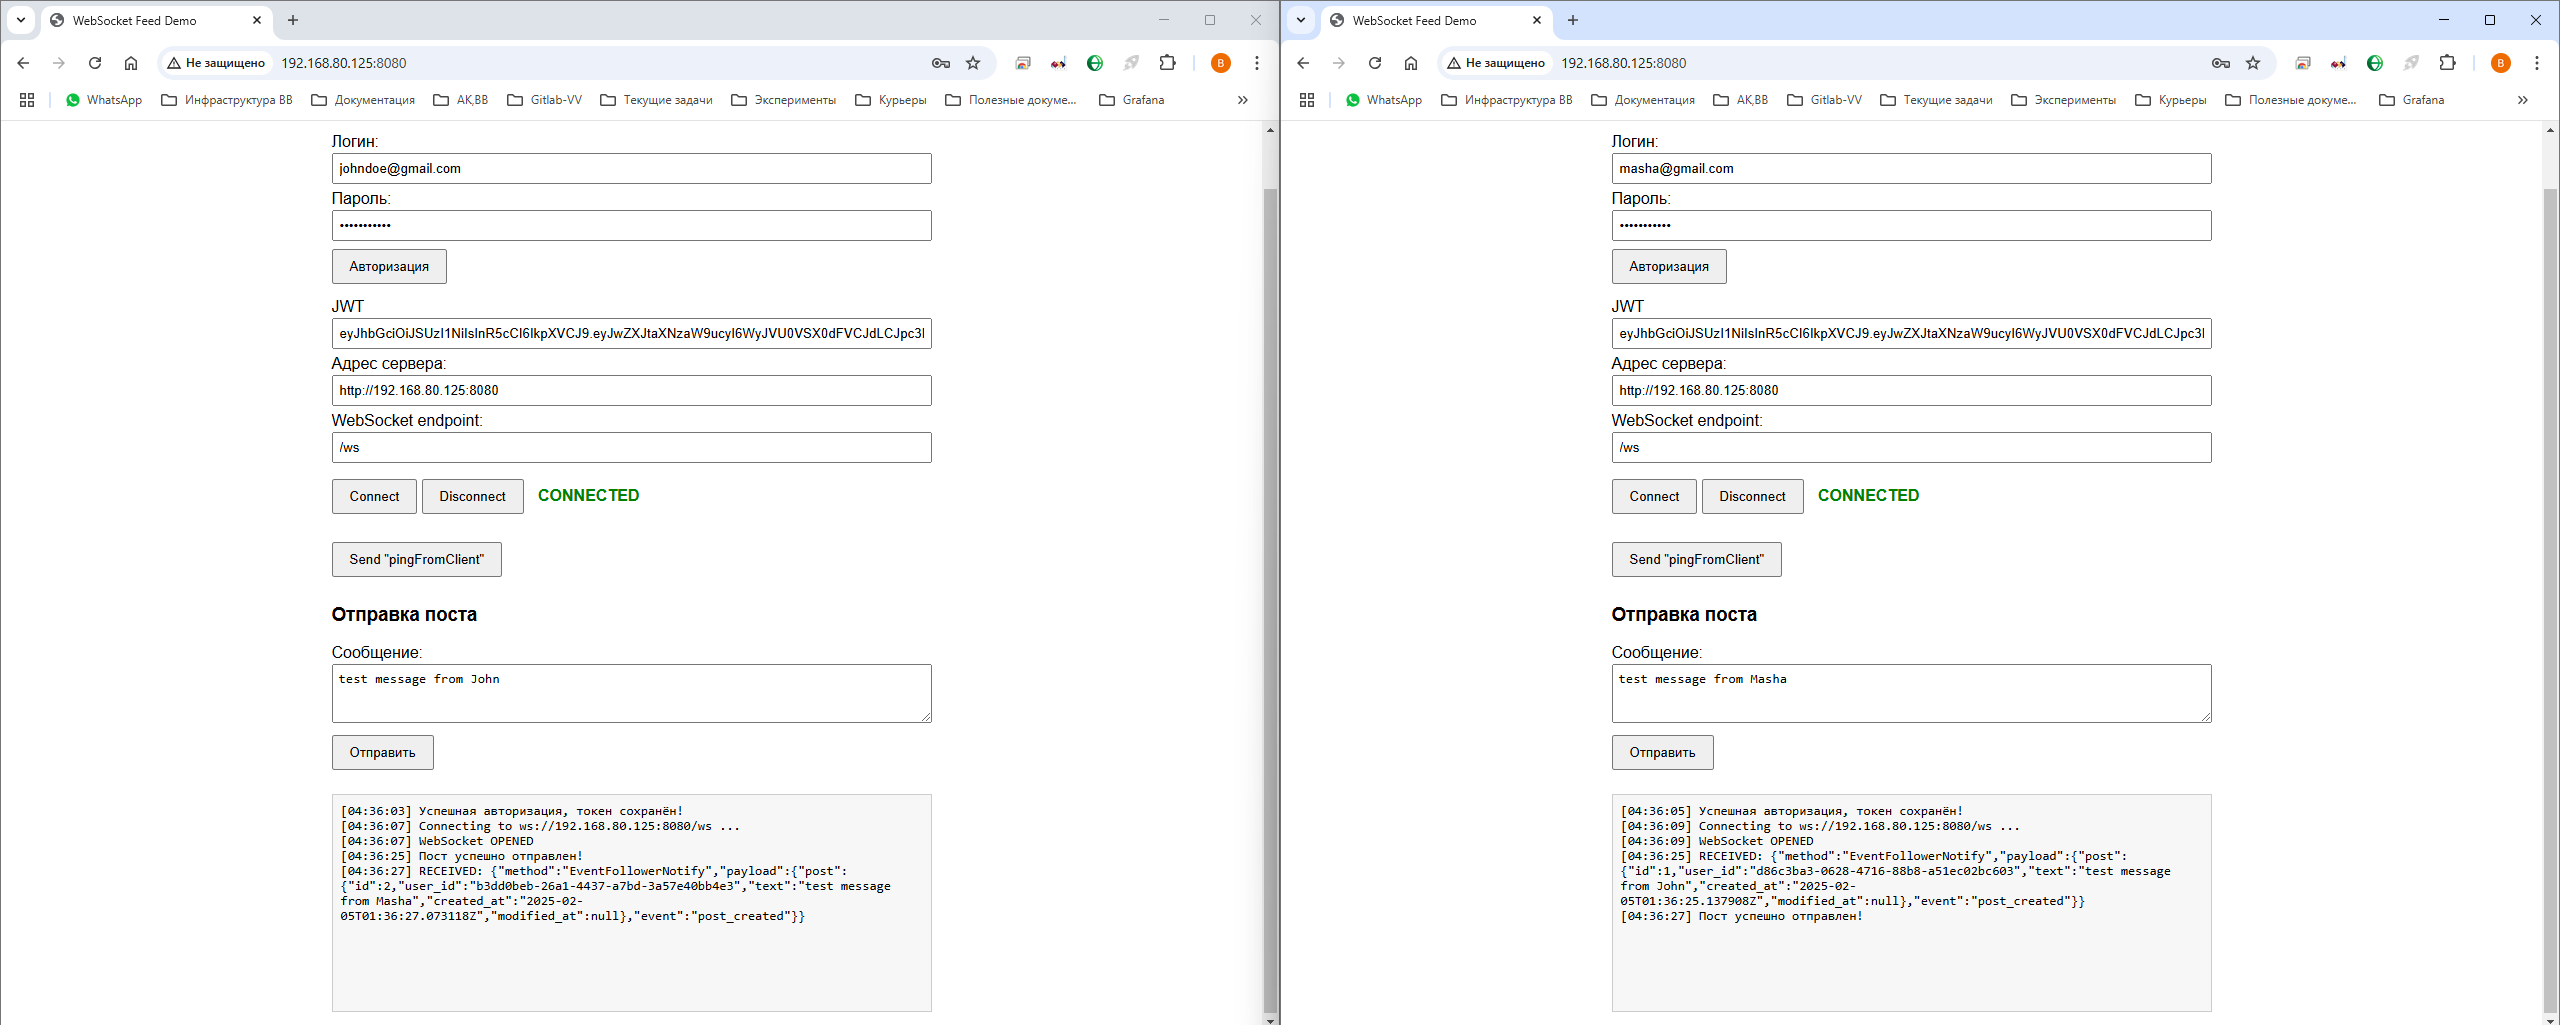 WebSocket Feed Demo
Не защищено
192.168.80.125:8080
WhatsApp
Инфраструктура ВВ
Документация
АК,ВВ
Gitlab-VV
Текущие задачи
Эксперименты
Курьеры
Полезные докуме...
Grafana
Логин:
johndoe@gmail.com
Пароль:
•••••••••••
Авторизация
JWT
eyJhbGciOiJSUzI1NiIsInR5cCI6IkpXVCJ9.eyJwZXJtaXNzaW9ucyI6WyJVU0VSX0dFVCJdLCJpc3I
Адрес сервера:
http://192.168.80.125:8080
WebSocket endpoint:
/ws
Connect Disconnect CONNECTED
Send "pingFromClient"
Отправка поста
Сообщение:
test message from John
Отправить
[04:36:03] Успешная авторизация, токен сохранён!
[04:36:07] Connecting to ws://192.168.80.125:8080/ws ...
[04:36:07] WebSocket OPENED
[04:36:25] Пост успешно отправлен!
[04:36:27] RECEIVED: {"method":"EventFollowerNotify","payload":{"post":
{"id":2,"user_id":"b3dd0beb-26a1-4437-a7bd-3a57e40bb4e3","text":"test message
from Masha","created_at":"2025-02-
05T01:36:27.073118Z","modified_at":null},"event":"post_created"}}
WebSocket Feed Demo
B
Не защищено
192.168.80.125:8080
B
WhatsApp
Инфраструктура ВВ
Документация
АК,ВВ
Gitlab-VV
Текущие задачи
Эксперименты
Курьеры
Полезные докуме...
Grafana
Логин:
masha@gmail.com
Пароль:
•••••••••••
Авторизация
JWT
eyJhbGciOiJSUzI1NiIsInR5cCI6IkpXVCJ9.eyJwZXJtaXNzaW9ucyI6WyJVU0VSX0dFVCJdLCJpc3I
Адрес сервера:
http://192.168.80.125:8080
WebSocket endpoint:
/ws
Connect Disconnect CONNECTED
Send "pingFromClient"
Отправка поста
Сообщение:
test message from Masha
Отправить
[04:36:05] Успешная авторизация, токен сохранён!
[04:36:09] Connecting to ws://192.168.80.125:8080/ws ...
[04:36:09] WebSocket OPENED
[04:36:25] RECEIVED: {"method":"EventFollowerNotify","payload":{"post":
{"id":1,"user_id":"d86c3ba3-0628-4716-88b8-a51ec02bc603","text":"test message
from John","created_at":"2025-02-
05T01:36:25.137908Z","modified_at":null},"event":"post_created"}}
[04:36:27] Пост успешно отправлен!